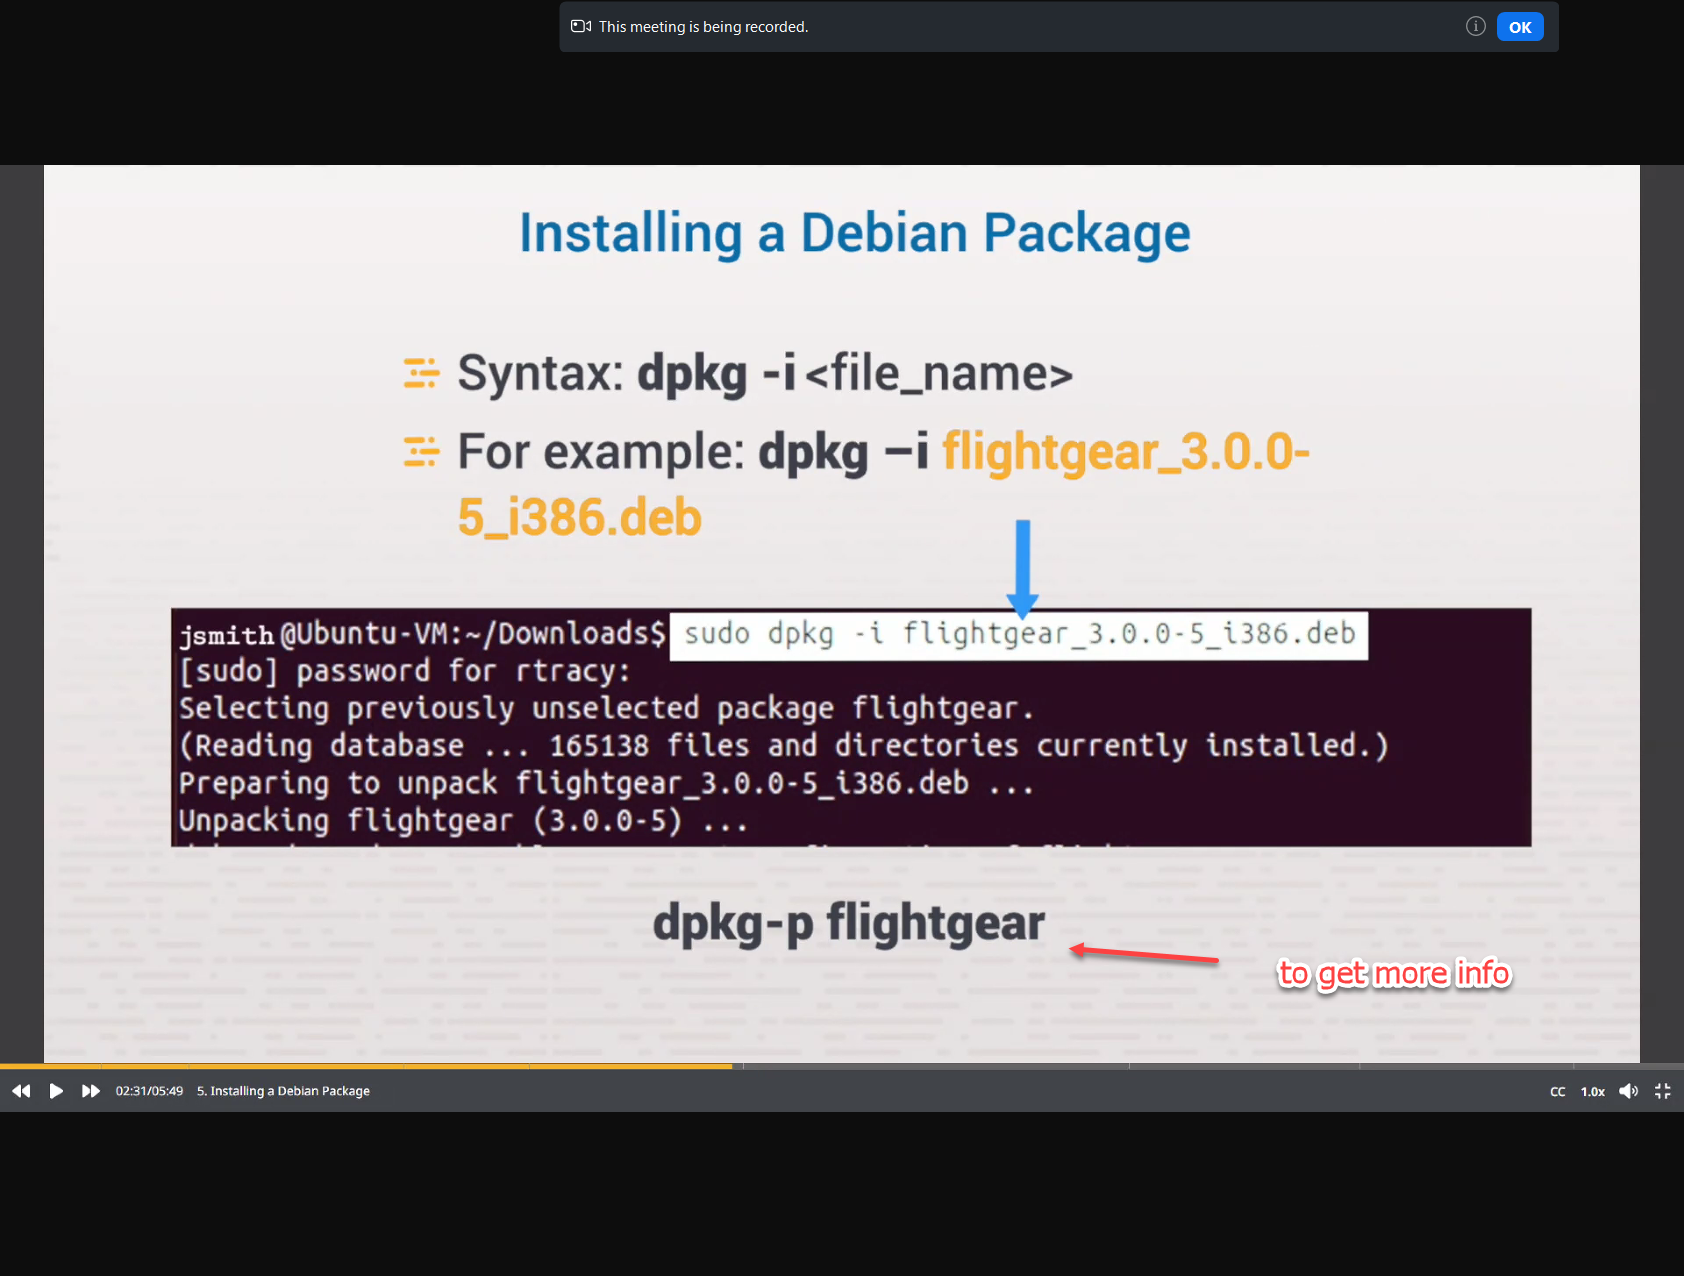 This meeting is being recorded.
OK
Installing a Debian Package
Syntax: dpkg -i <file_name>
For example: dpkg –i flightgear_3.0.0-
5_i386.deb
jsmith@Ubuntu-VM:~/Downloads$ sudo dpkg -i flightgear_3.0.0-5_i386.deb
[sudo] password for rtracy:
Selecting previously unselected package flightgear.
(Reading database ... 165138 files and directories currently installed.)
Preparing to unpack flightgear_3.0.0-5_i386.deb ...
Unpacking flightgear (3.0.0-5) ...
dpkg-p flightgear
to get more info
02:31/05:49 5. Installing a Debian Package
CC 1.0x